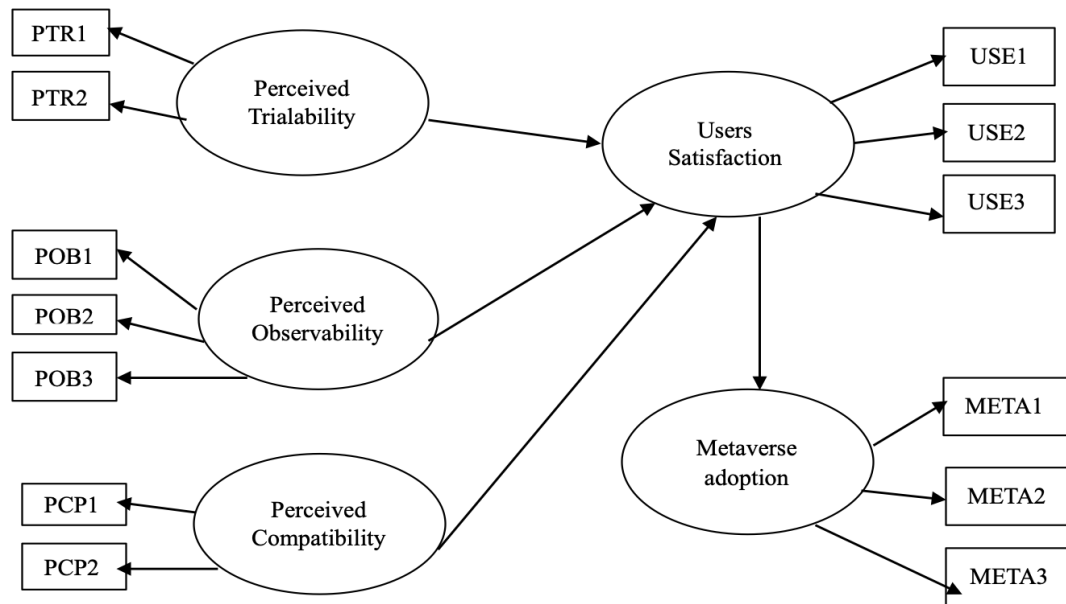 PTR1
PTR2
Perceived
Trialability
Users
Satisfaction
USE1
USE2
USE3
POB1
POB2
POB3
Perceived
Observability
Metaverse
adoption
META1
META2
META3
PCP1
PCP2
Perceived
Compatibility